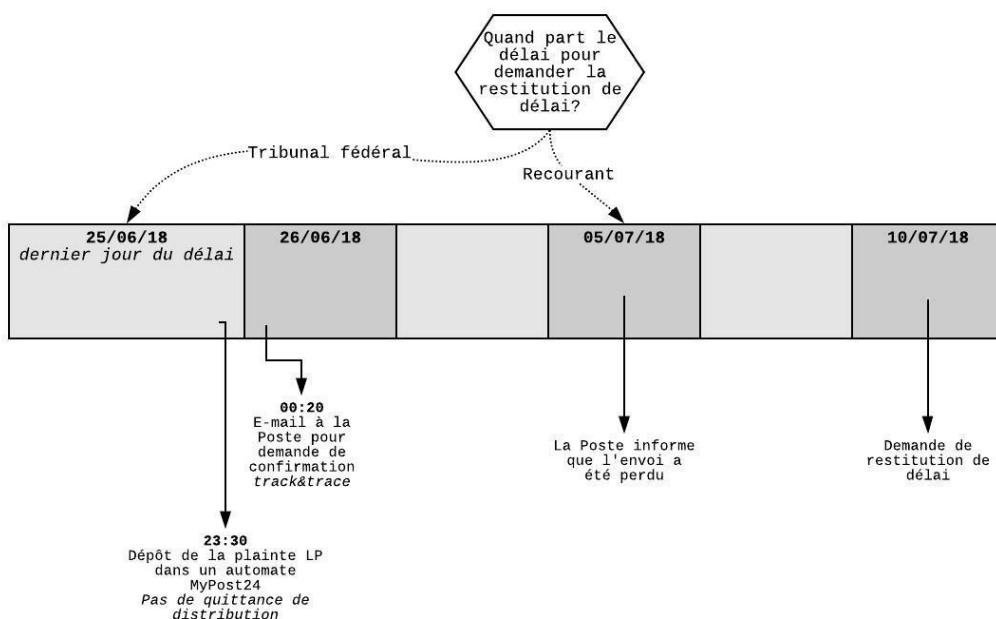 Quand part le
délai pour
demander la
restitution de
délai?
Tribunal fédéral
Recourant
25/06/18
dernier jour du délai
26/06/18
05/07/18
10/07/18
00:20
E-mail à la
Poste pour
demande de
confirmation
track&trace
La Poste informe
que l'envoi a
été perdu
Demande de
restitution de
délai
23:30
Dépôt de la plainte LP
dans un automate
MyPost24
Pas de quittance de
distribution